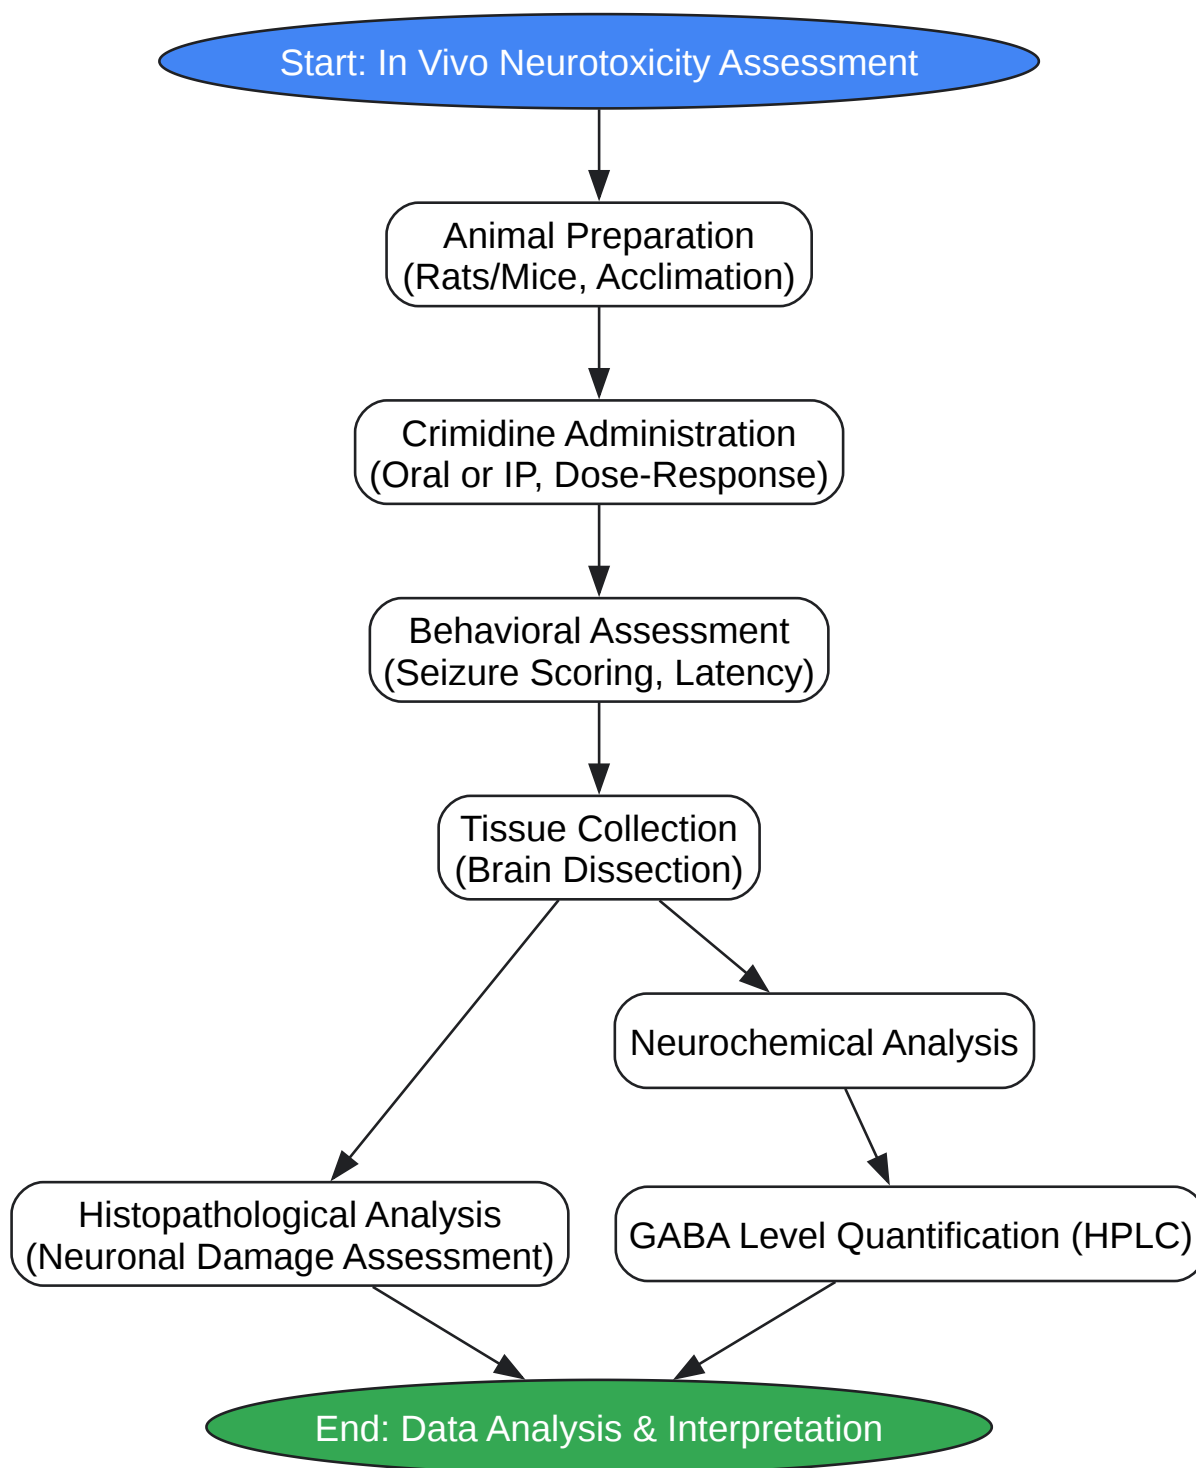 Start: In Vivo Neurotoxicity Assessment
Animal Preparation
(Rats/Mice, Acclimation)
Crimidine Administration
(Oral or IP, Dose-Response)
Behavioral Assessment
(Seizure Scoring, Latency)
Tissue Collection
(Brain Dissection)
Neurochemical Analysis
Histopathological Analysis
(Neuronal Damage Assessment)
GABA Level Quantification (HPLC)
End: Data Analysis & Interpretation